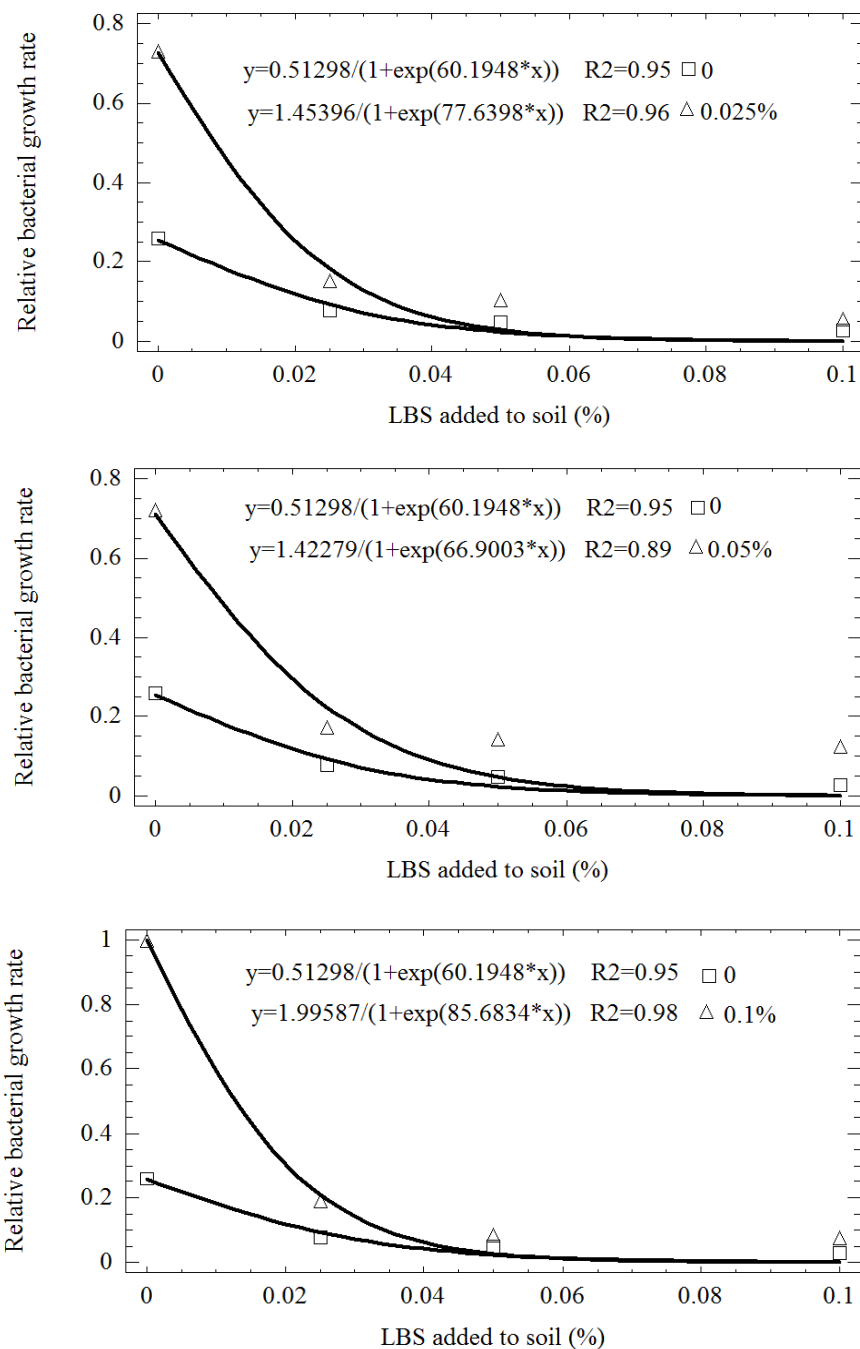 Relative bacterial growth rate
0.8
0.6
0.4
0.2
0
y=0.51298/(1+exp(60.1948*x)) R2=0.95 □ 0
y=1.45396/(1+exp(77.6398*x)) R2=0.96 △ 0.025%
0 0.02 0.04 0.06 0.08 0.1
LBS added to soil (%)
Relative bacterial growth rate
0.8
0.6
0.4
0.2
0
y=0.51298/(1+exp(60.1948*x)) R2=0.95 □ 0
y=1.42279/(1+exp(66.9003*x)) R2=0.89 △ 0.05%
0 0.02 0.04 0.06 0.08 0.1
LBS added to soil (%)
Relative bacterial growth rate
1
0.8
0.6
0.4
0.2
0
y=0.51298/(1+exp(60.1948*x)) R2=0.95 □ 0
y=1.99587/(1+exp(85.6834*x)) R2=0.98 △ 0.1%
0 0.02 0.04 0.06 0.08 0.1
LBS added to soil (%)